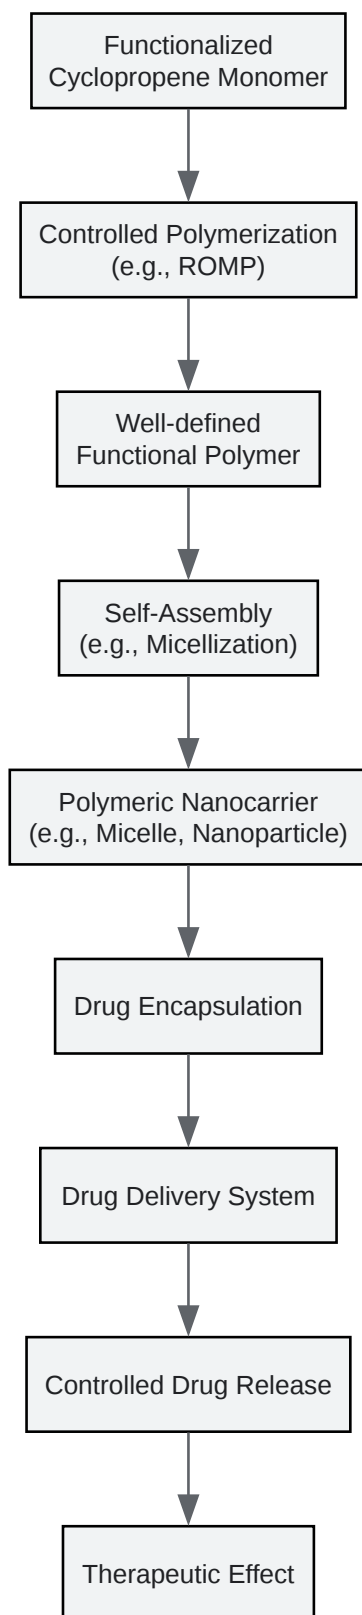 Functionalized
Cyclopropene Monomer
Controlled Polymerization
(e.g., ROMP)
Well-defined
Functional Polymer
Self-Assembly
(e.g., Micellization)
Polymeric Nanocarrier
(e.g., Micelle, Nanoparticle)
Drug Encapsulation
Drug Delivery System
Controlled Drug Release
Therapeutic Effect